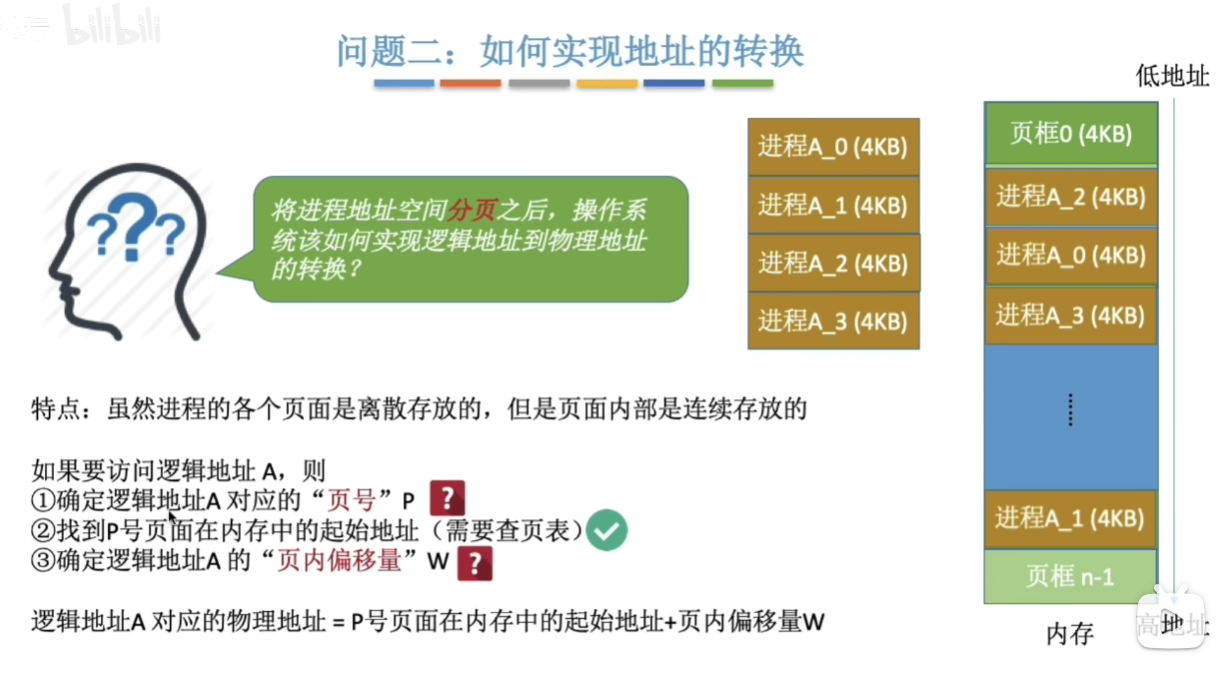 bilibili
问题二：如何实现地址的转换
低地址
???
将进程地址空间分页之后，操作系
统该如何实现逻辑地址到物理地址
的转换？
进程A_0 (4KB)
进程A_1 (4KB)
进程A_2 (4KB)
进程A_3 (4KB)
页框0 (4KB)
进程A_2 (4KB)
进程A_0 (4KB)
进程A_3 (4KB)
进程A_1 (4KB)
页框 n-1
内存
高地址
特点：虽然进程的各个页面是离散存放的，但是页面内部是连续存放的
如果要访问逻辑地址 A，则
①确定逻辑地址A 对应的“页号”P ?
②找到P号页面在内存中的起始地址（需要查页表）
③确定逻辑地址A 的“页内偏移量”W ?
逻辑地址A 对应的物理地址 = P号页面在内存中的起始地址+页内偏移量W